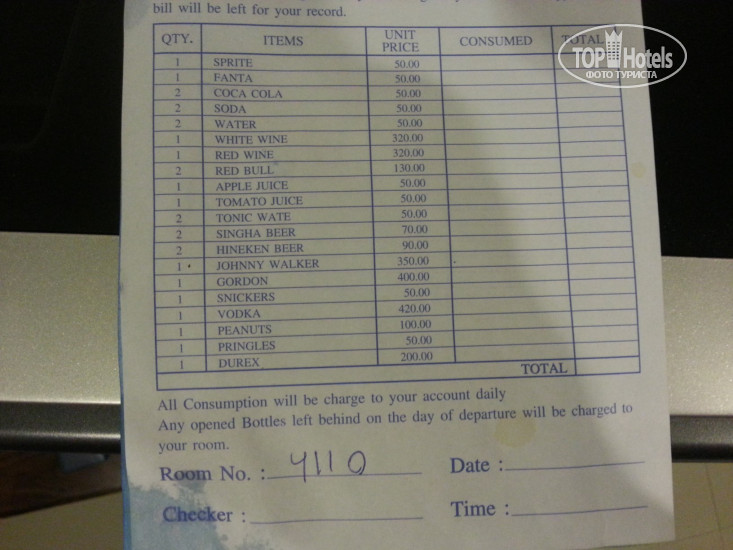 bill will be left for your record.
QTY. ITEMS UNIT PRICE CONSUMED TOTAL
1 SPRITE 50.00
1 FANTA 50.00
2 COCA COLA 50.00
2 SODA 50.00
2 WATER 50.00
1 WHITE WINE 320.00
1 RED WINE 320.00
2 RED BULL 130.00
1 APPLE JUICE 50.00
1 TOMATO JUICE 50.00
2 TONIC WATE 50.00
2 SINGHA BEER 70.00
2 HINEKEN BEER 90.00
1 JOHNNY WALKER 350.00
1 GORDON 400.00
1 SNICKERS 50.00
1 VODKA 420.00
1 PEANUTS 100.00
1 PRINGLES 50.00
1 DUREX 200.00
TOTAL
All Consumption will be charge to your account daily
Any opened Bottles left behind on the day of departure will be charged to
your room.
Room No. : 4110 Date :
Checker : Time :
TOP Hotels
ФОТО ТУРИСТА